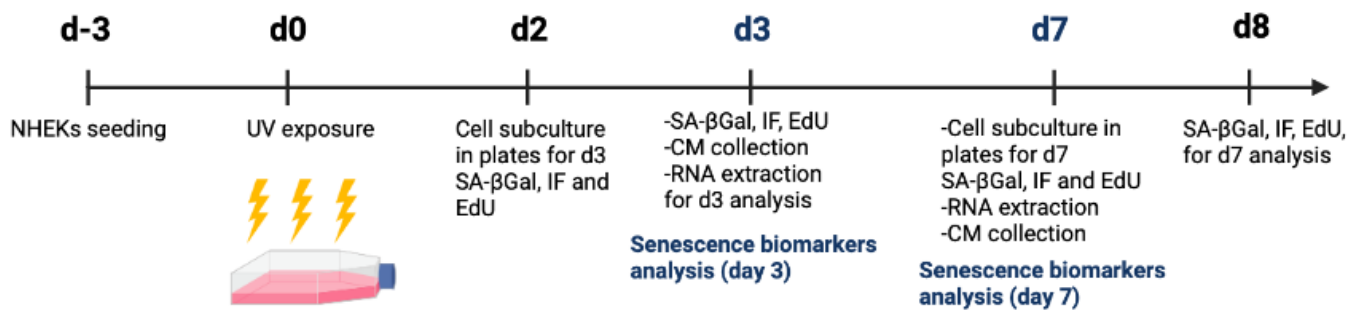 d-3
d0
d2
d3
d7
d8
NHEKs seeding
UV exposure
Cell subculture
in plates for d3
SA-βGal, IF and
EdU
-SA-βGal, IF, EdU
-CM collection
-RNA extraction
for d3 analysis
Senescence biomarkers
analysis (day 3)
-Cell subculture in
plates for d7
SA-βGal, IF and EdU
-RNA extraction
-CM collection
Senescence biomarkers
analysis (day 7)
SA-βGal, IF, EdU,
for d7 analysis